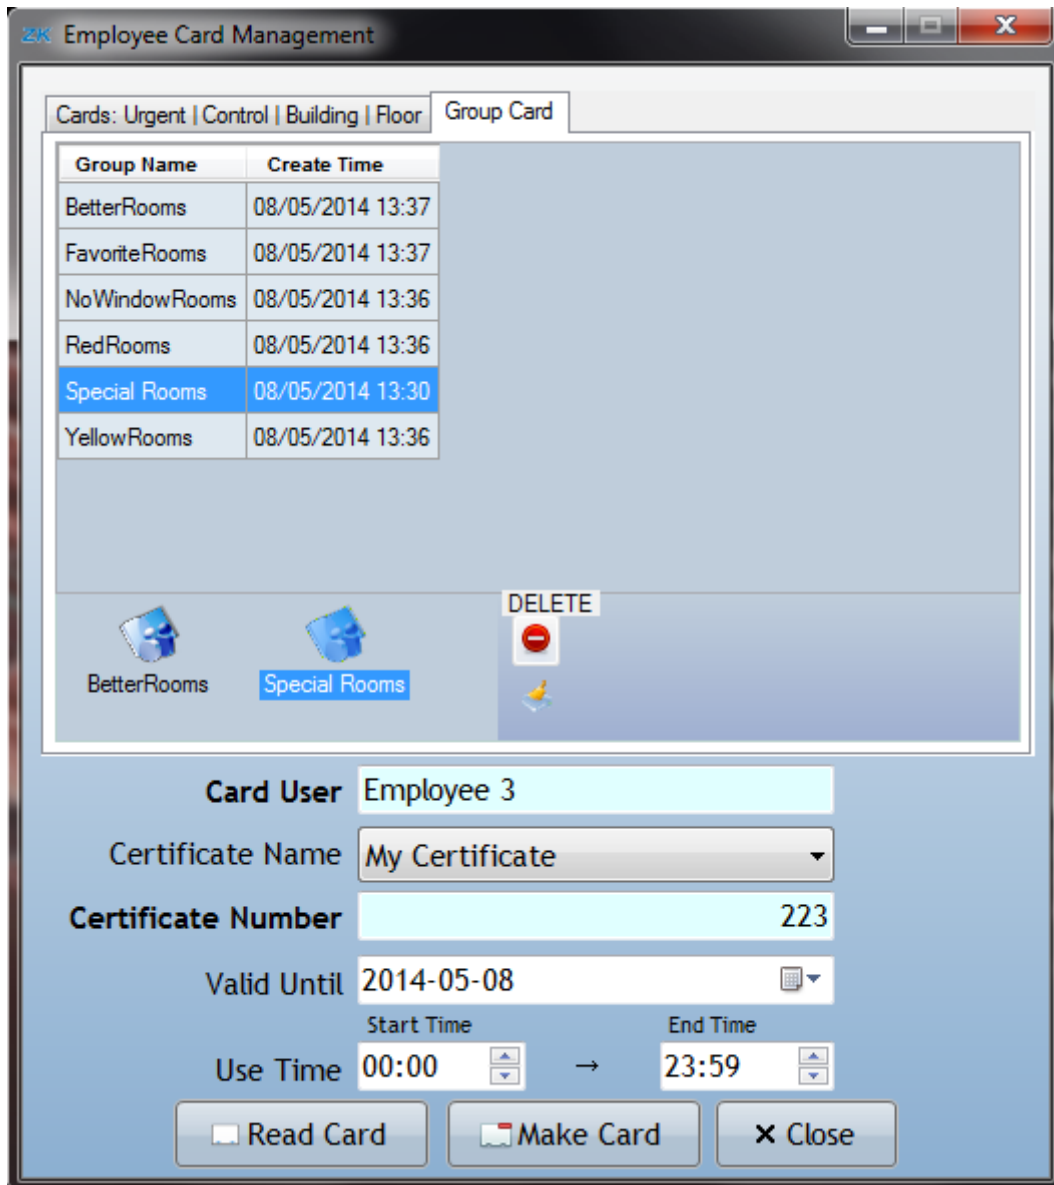 ZK Employee Card Management
Cards: Urgent | Control | Building | Floor
Group Card
Group Name Create Time
BetterRooms 08/05/2014 13:37
FavoriteRooms 08/05/2014 13:37
NoWindowRooms 08/05/2014 13:36
RedRooms 08/05/2014 13:36
Special Rooms 08/05/2014 13:30
YellowRooms 08/05/2014 13:36
DELETE
BetterRooms Special Rooms
Card User Employee 3
Certificate Name My Certificate
Certificate Number 223
Valid Until 2014-05-08
Start Time End Time
Use Time 00:00 → 23:59
Read Card Make Card Close